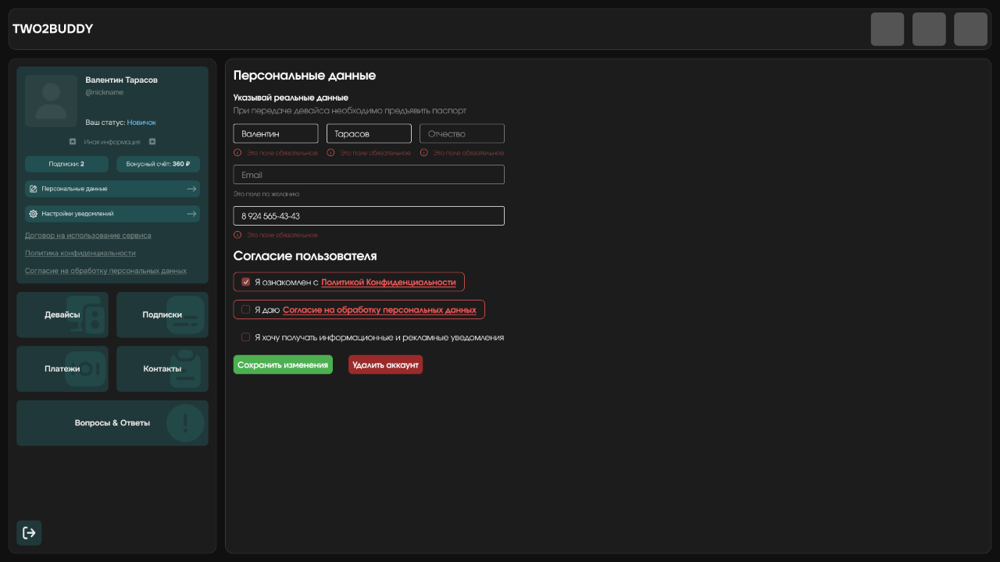 TWO2BUDDY
Валентин Тарасов
@nickname
Ваш статус: Новичок
Иная информация
Подписки: 2
Бонусный счёт: 360 ₽
Персональные данные
Настройки уведомлений
Договор на использование сервиса
Политика конфиденциальности
Согласие на обработку персональных данных
Девайсы
Подписки
Платежи
Контакты
Вопросы & Ответы
Персональные данные
Указывай реальные данные
При передаче девайса необходимо предъявить паспорт
Валентин
Тарасов
Отчество
Это поле обязательное
Это поле обязательное
Это поле обязательное
Email
Это поле по желанию
8 924 565-43-43
Это поле обязательное
Согласие пользователя
Я ознакомлен с Политикой Конфиденциальности
Я даю Согласие на обработку персональных данных
Я хочу получать информационные и рекламные уведомления
Сохранить изменения
Удалить аккаунт